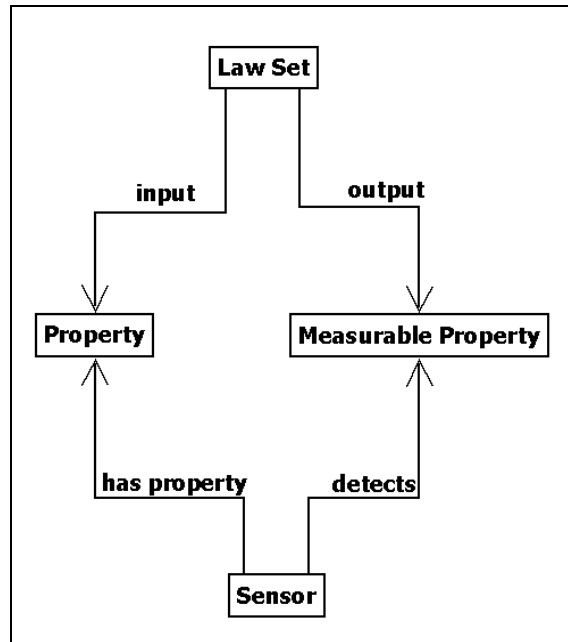 Law Set
input
output
Property
Measurable Property
has property
detects
Sensor